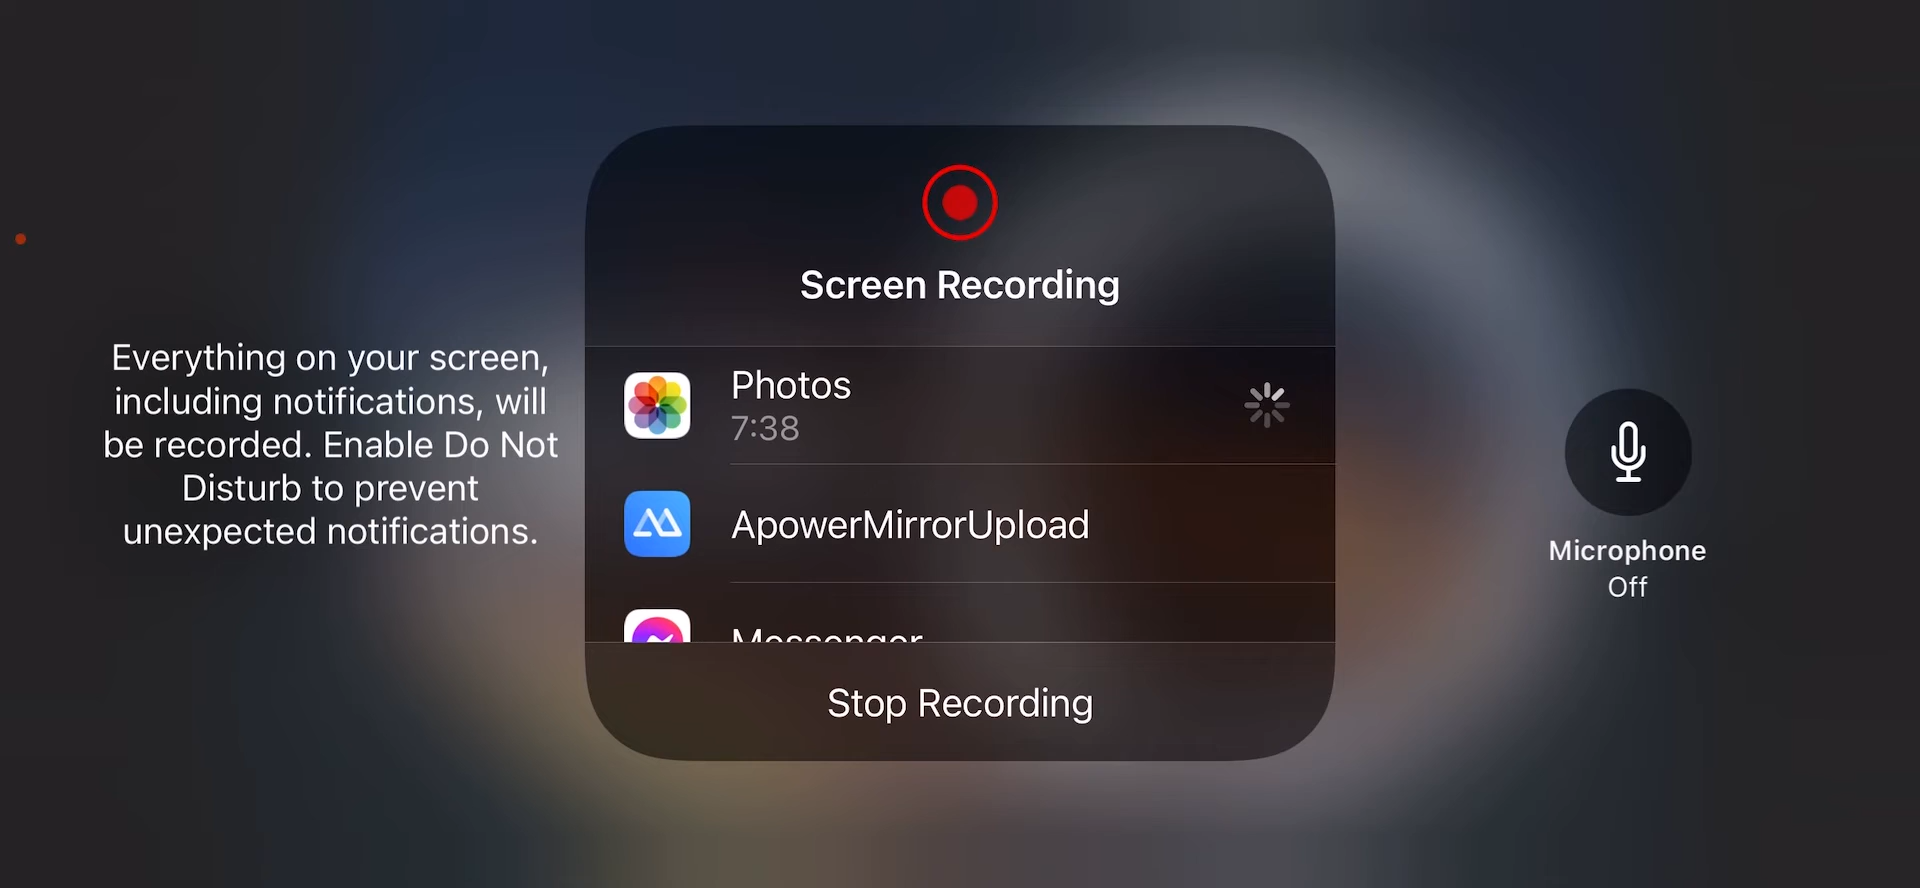 Screen Recording
Everything on your screen,
including notifications, will
be recorded. Enable Do Not
Disturb to prevent
unexpected notifications.
Photos
7:38
ApowerMirrorUpload
Messenger
Stop Recording
Microphone
Off